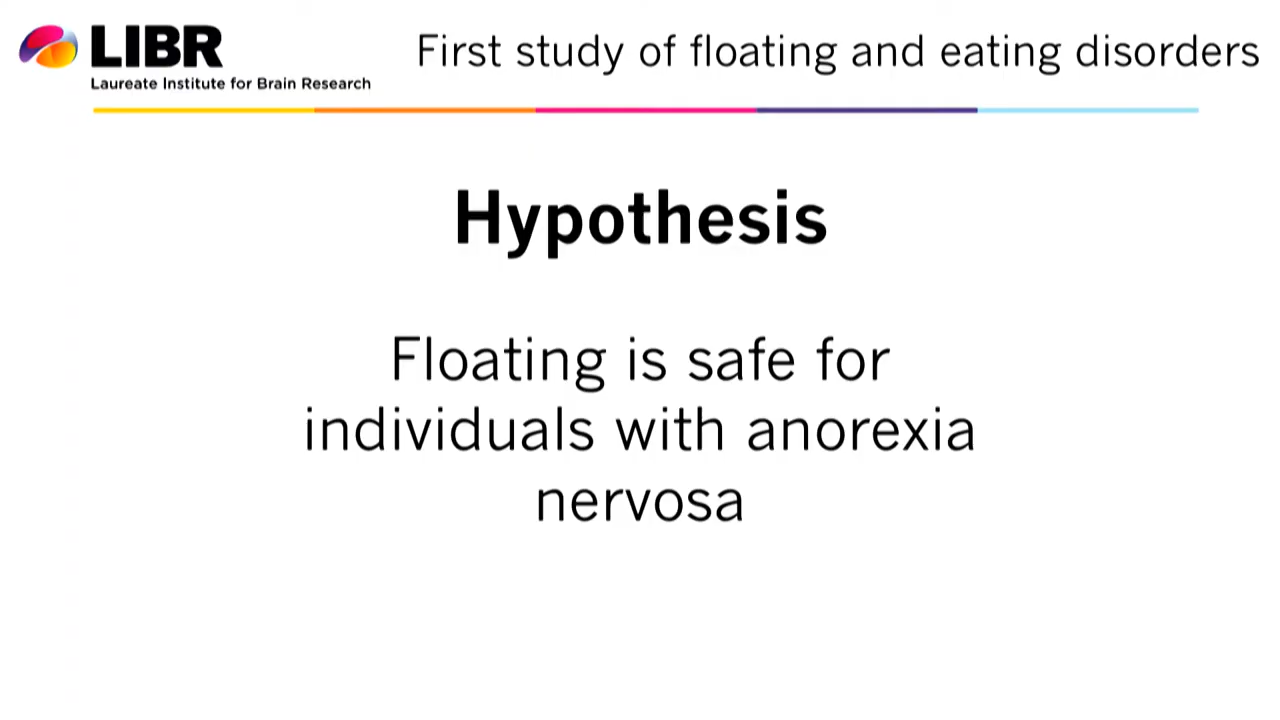 LIBR
Laureate Institute for Brain Research
First study of floating and eating disorders
Hypothesis
Floating is safe for
individuals with anorexia
nervosa